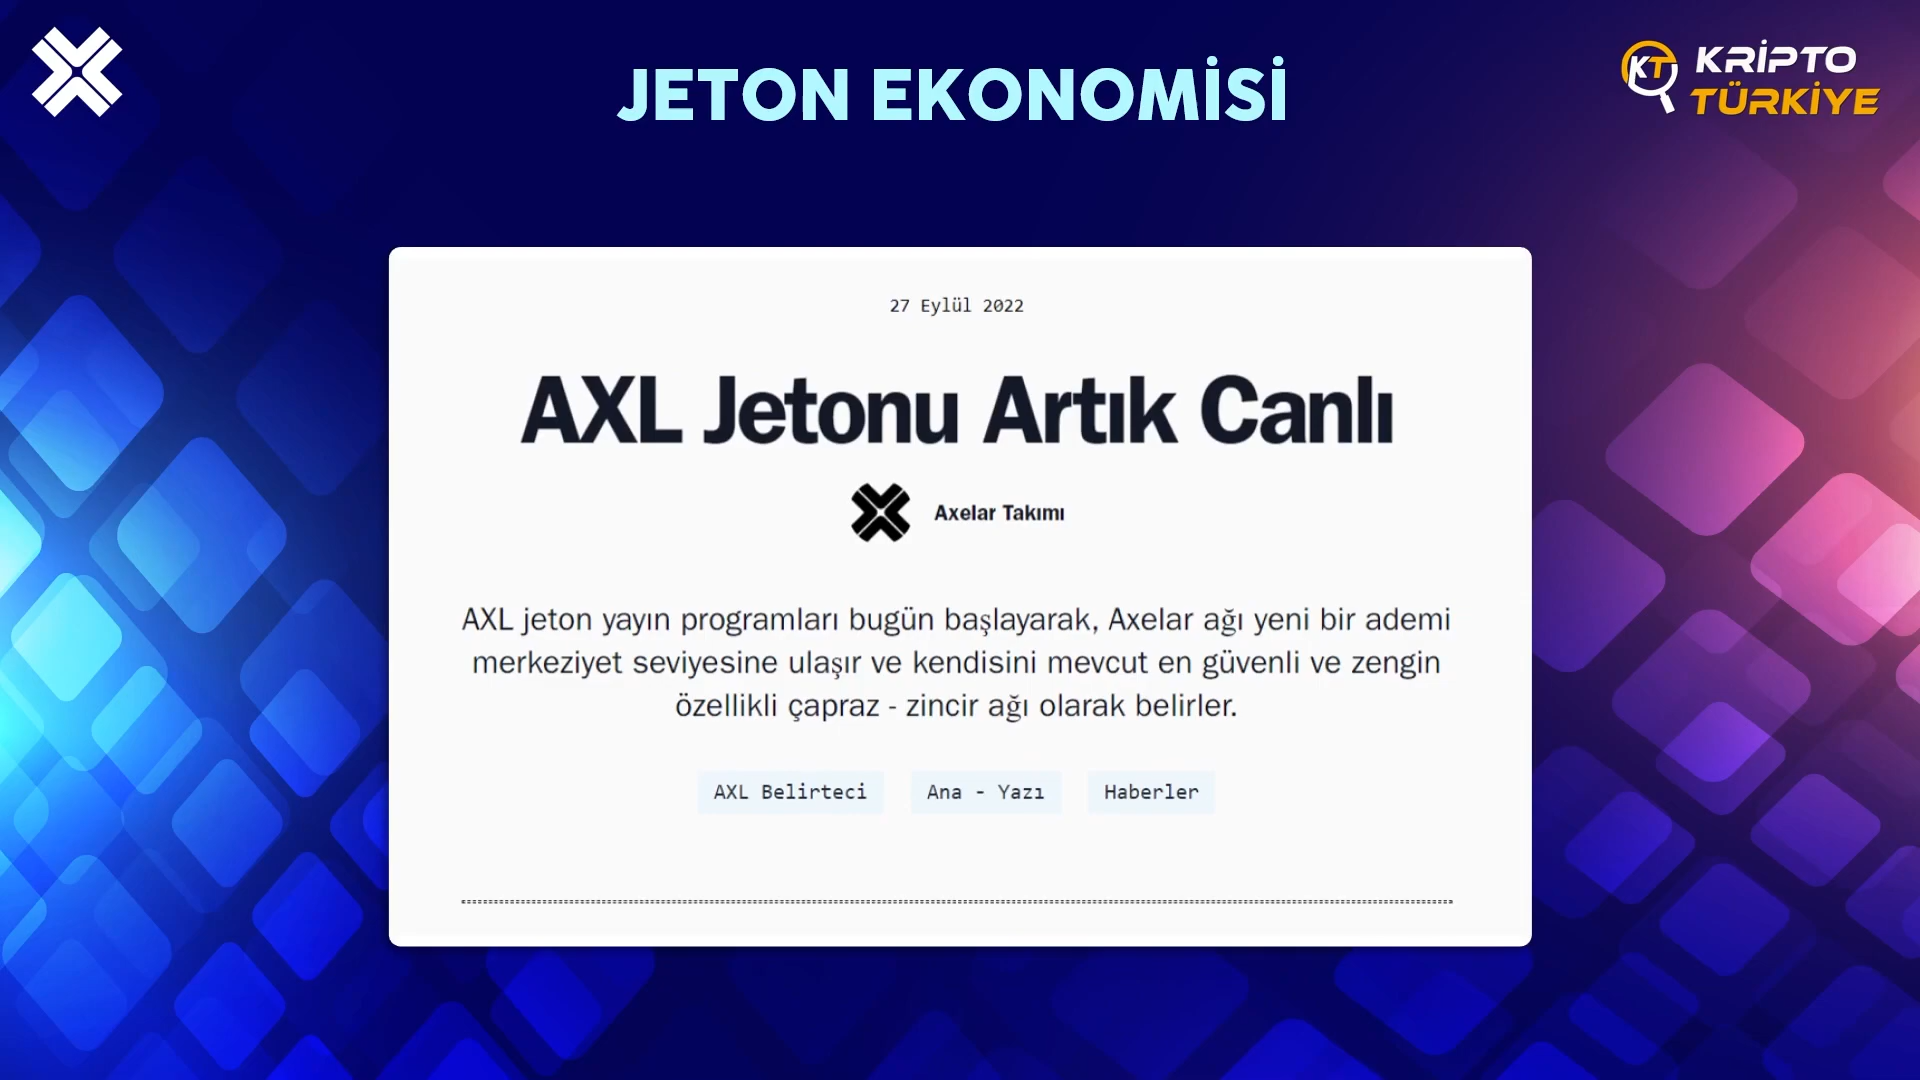 JETON EKONOMİSİ
KT KRİPTO
TÜRKİYE
27 Eylül 2022
AXL Jetonu Artık Canlı
Axelar Takımı
AXL jeton yayın programları bugün başlayarak, Axelar ağı yeni bir ademi
merkeziyet seviyesine ulaşır ve kendisini mevcut en güvenli ve zengin
özellikli çapraz - zincir ağı olarak belirler.
AXL Belirteci
Ana - Yazı
Haberler